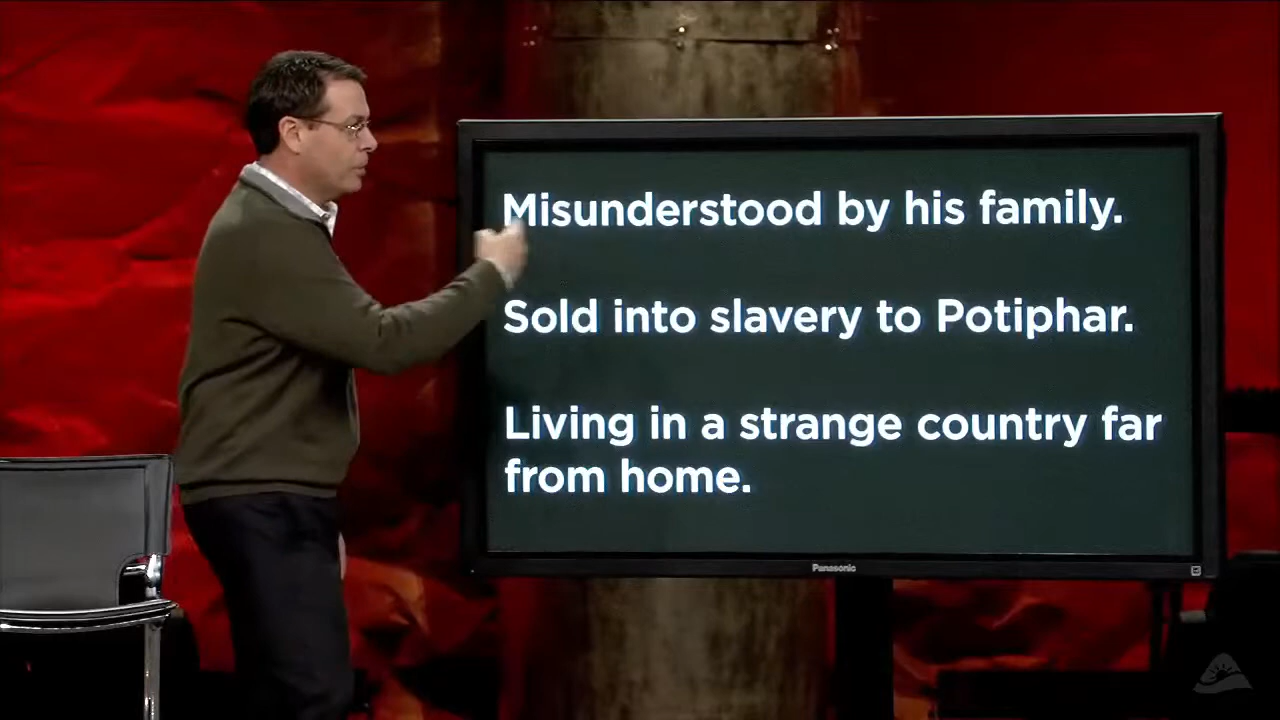 Misunderstood by his family.
Sold into slavery to Potiphar.
Living in a strange country far
from home.
Panasonic